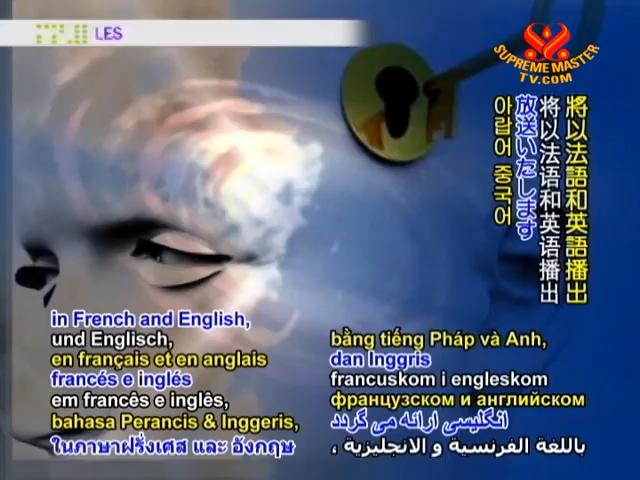 LES
SUPREME MASTER
TV.COM
將以法語和英語播出
将以法语和英语播出
放送いたします
아랍어 중국어
in French and English,
und Englisch,
en français et en anglais
francés e inglés
em francês e inglês,
bahasa Perancis & Inggeris,
ในภาษาฝรั่งเศส และ อังกฤษ
bằng tiếng Pháp và Anh,
dan Inggris
francuskom i engleskom
французском и английском
انگلیسی ارائه می گردد
باللغة الفرنسية و الانجليزية ،